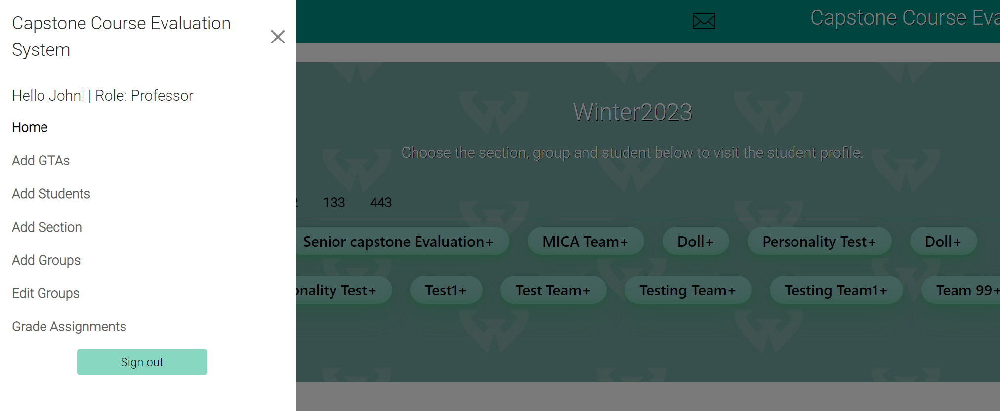 Capstone Course Evaluation
System
Hello John! | Role: Professor
Home
Add GTAs
Add Students
Add Section
Add Groups
Edit Groups
Grade Assignments
Sign out
Capstone Course Eva
Winter2023
Choose the section, group and student below to visit the student profile.
2 133 443
Senior capstone Evaluation+ MICA Team+ Doll+ Personality Test+ Doll+
onality Test+ Test1+ Test Team+ Testing Team+ Testing Team1+ Team 99+